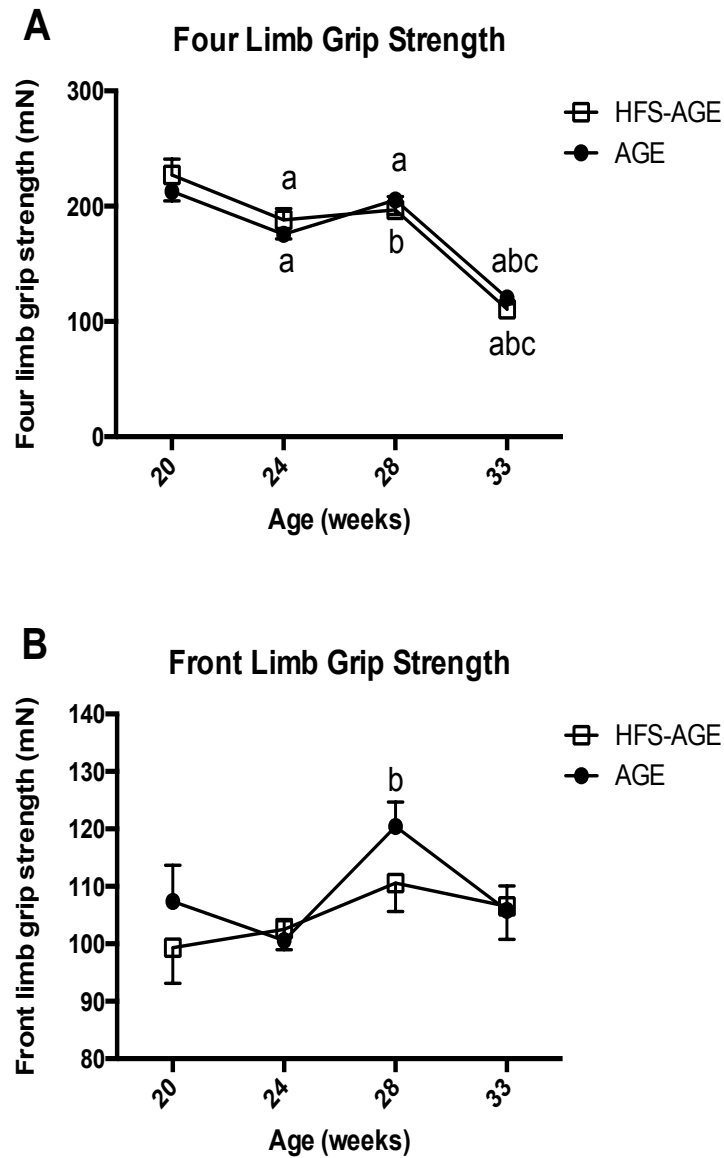 A
Four Limb Grip Strength
Four limb grip strength (mN)
300
200
100
0
a
a
a
b
abc
abc
20
24
28
33
Age (weeks)
HFS-AGE
AGE
B
Front Limb Grip Strength
Front limb grip strength (mN)
140
130
120
110
100
90
80
b
20
24
28
33
Age (weeks)
HFS-AGE
AGE